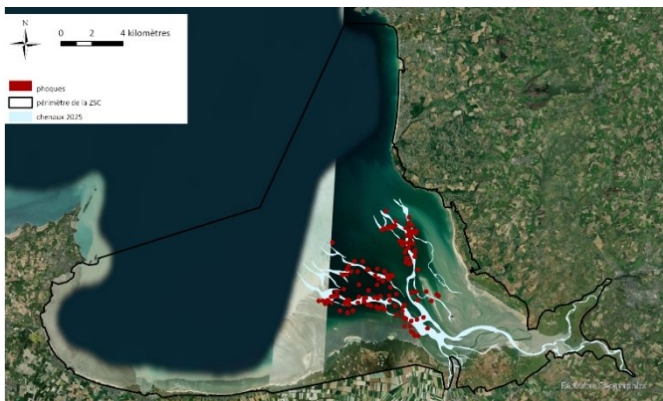 N
0 2 4 kilomètres
phoques
périmètre de la ZSC
chenaux 2025